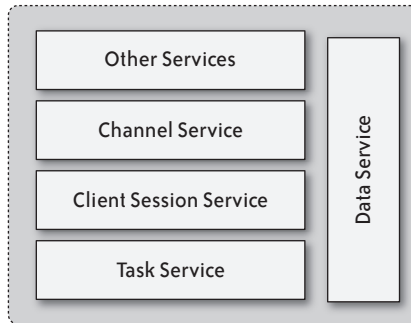 Other Services
Channel Service
Client Session Service
Task Service
Data Service